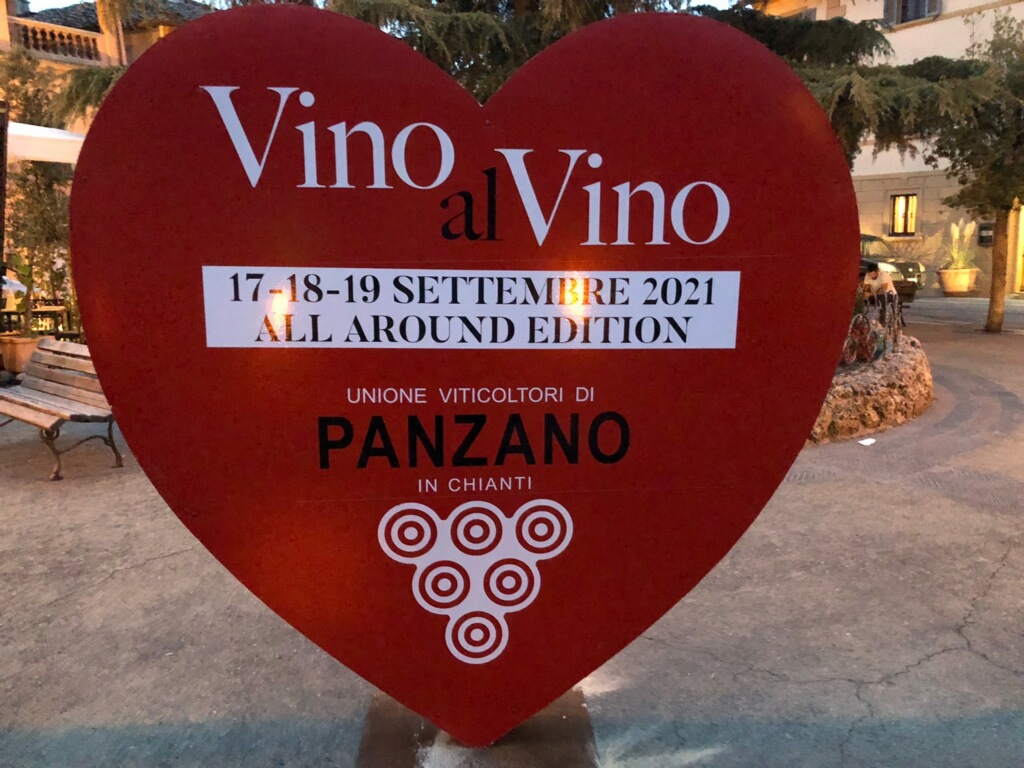 Vino
al Vino
17-18-19 SETTEMBRE 2021
ALL AROUND EDITION
UNIONE VITICOLTORI DI
PANZANO
IN CHIANTI